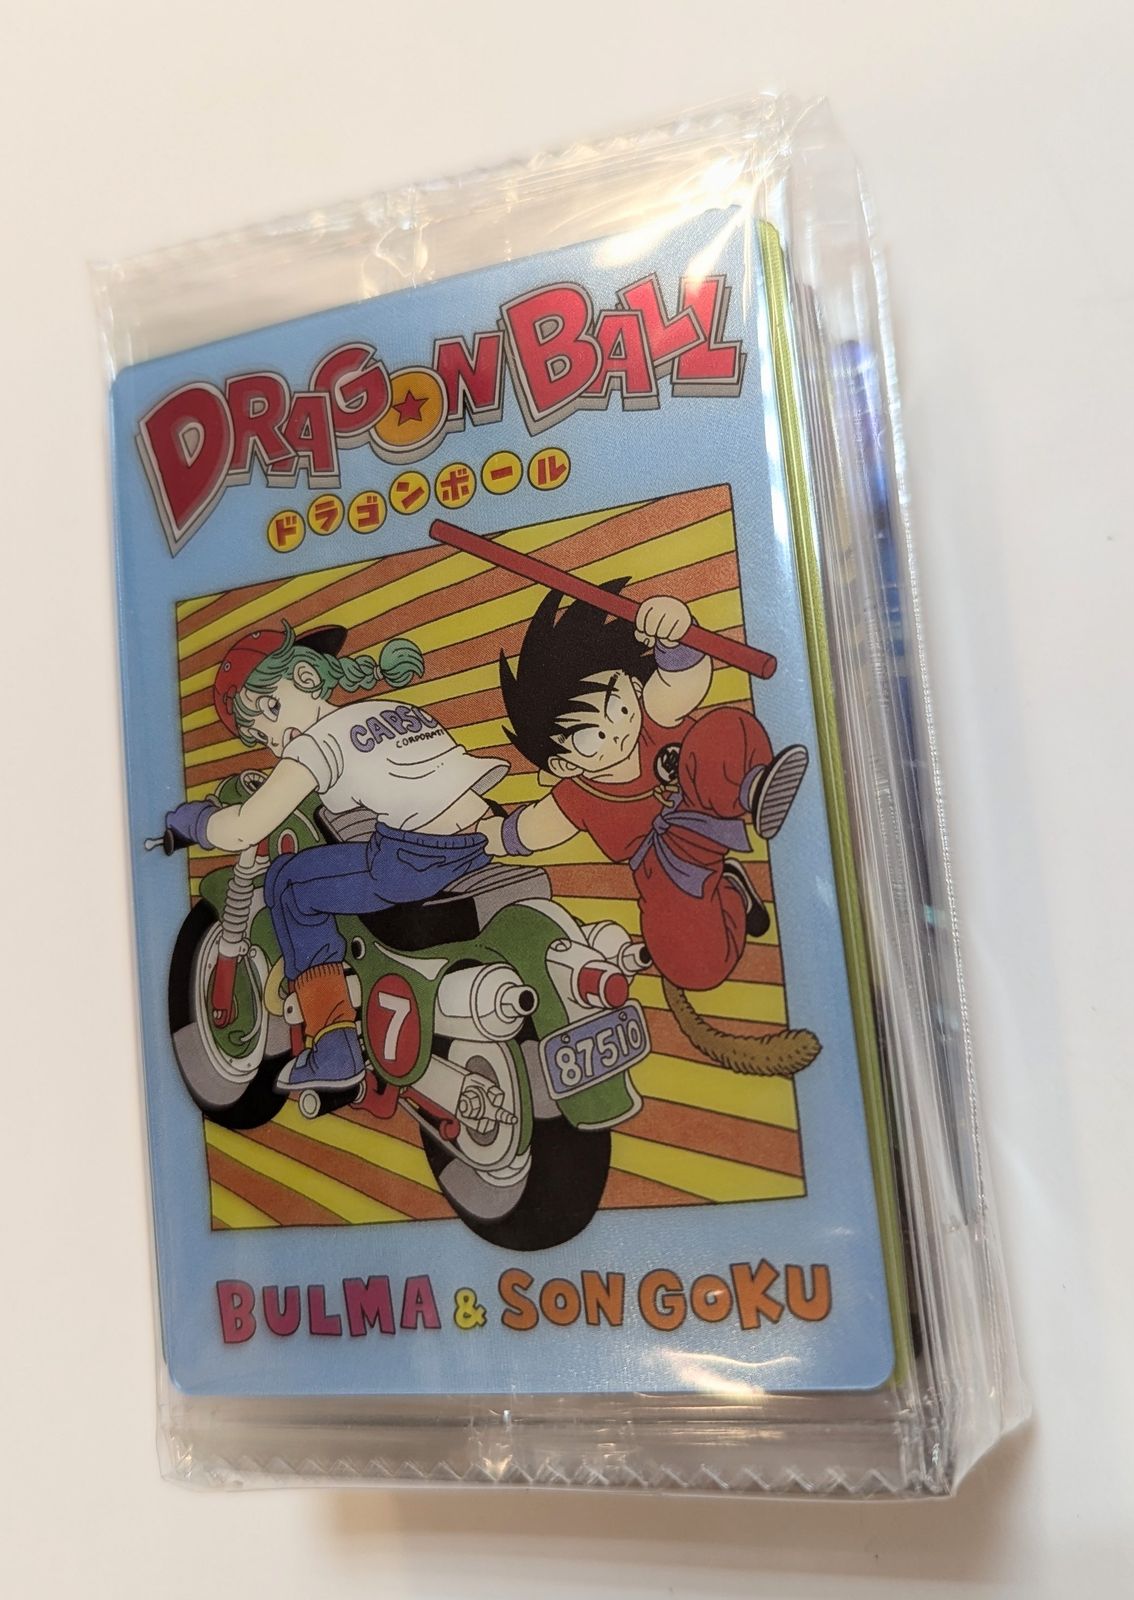 DRAGON BALL
ドラゴンボール
CAPSU
CORPORATI
7
87510
BULMA & SON GOKU